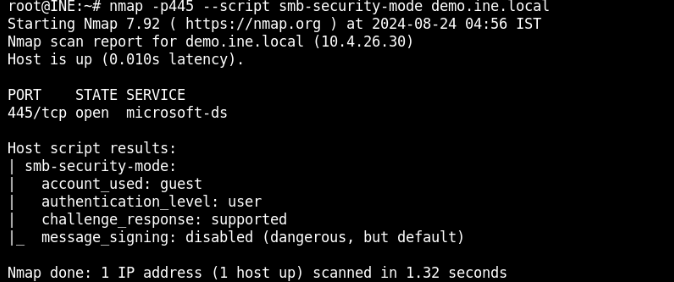 root@INE:~# nmap -p445 --script smb-security-mode demo.ine.local
Starting Nmap 7.92 ( https://nmap.org ) at 2024-08-24 04:56 IST
Nmap scan report for demo.ine.local (10.4.26.30)
Host is up (0.010s latency).

PORT    STATE SERVICE
445/tcp open  microsoft-ds

Host script results:
| smb-security-mode:
|   account_used: guest
|   authentication_level: user
|   challenge_response: supported
|_  message_signing: disabled (dangerous, but default)

Nmap done: 1 IP address (1 host up) scanned in 1.32 seconds